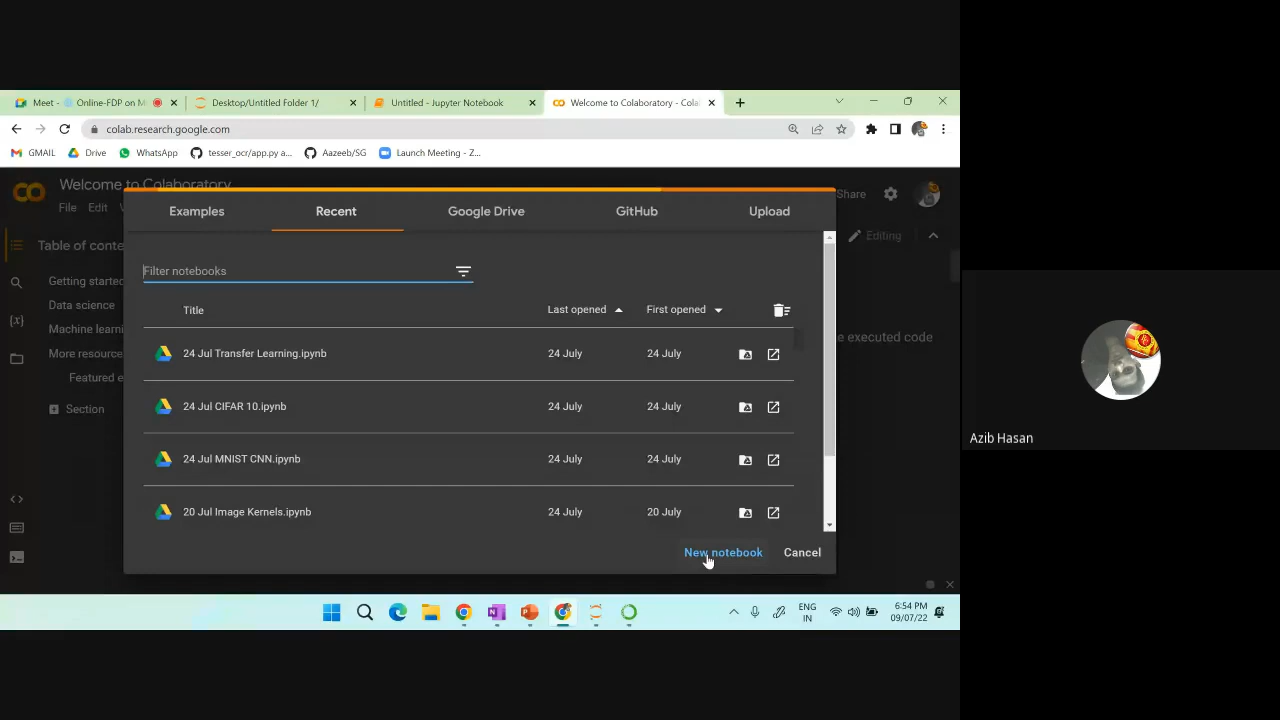 Meet - Online-FDP on M
Desktop/Untitled Folder 1/
Untitled - Jupyter Notebook
Welcome to Colaboratory - Cola
colab.research.google.com
GMAIL
Drive
WhatsApp
tesser_ocr/app.py a...
Aazeeb/SG
Launch Meeting - Z...
Welcome to Colaboratory
File Edit
Share
Examples
Recent
Google Drive
GitHub
Upload
Table of conte
Editing
Filter notebooks
Getting started
Data science
Machine learni
More resource
Featured e
Section
Title
Last opened
First opened
e executed code
24 Jul Transfer Learning.ipynb
24 July
24 July
24 Jul CIFAR 10.ipynb
24 July
24 July
24 Jul MNIST CNN.ipynb
24 July
24 July
20 Jul Image Kernels.ipynb
24 July
20 July
New notebook
Cancel
Azib Hasan
ENG
IN
6:54 PM
09/07/22